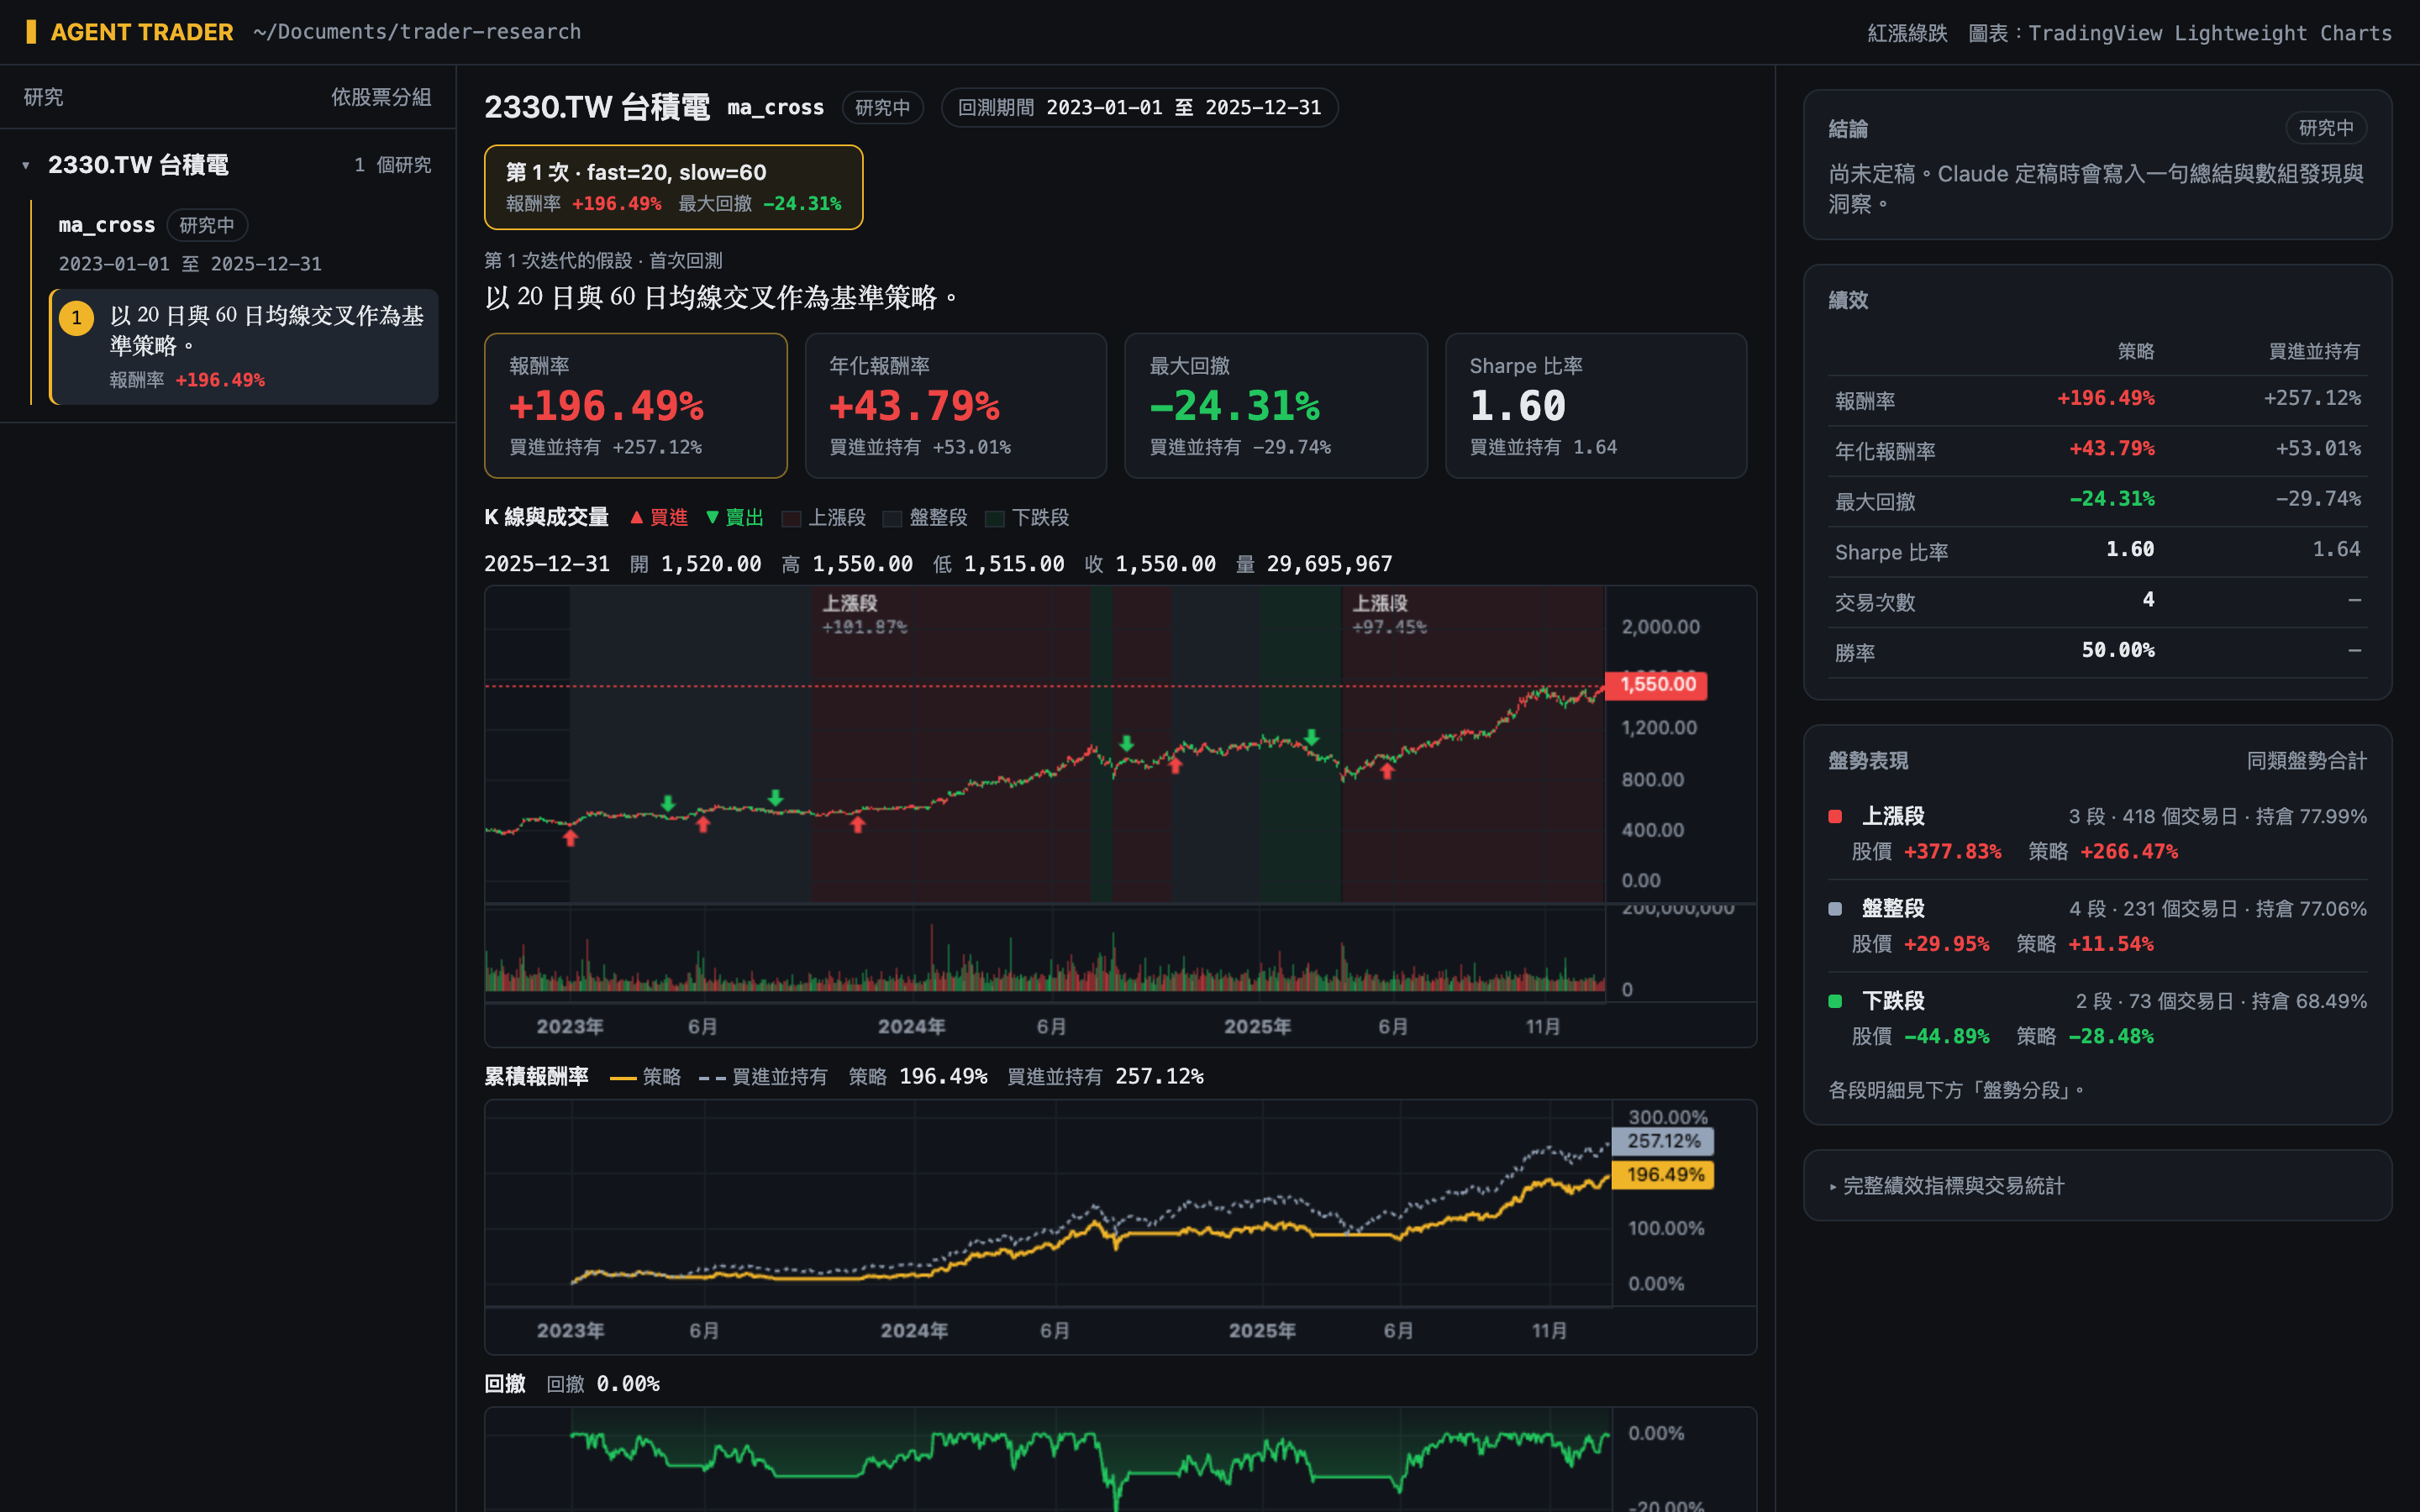 AGENT TRADER ~/Documents/trader-research
紅漲綠跌 圖表：TradingView Lightweight Charts
研究 依股票分組
▾ 2330.TW 台積電 1 個研究
ma_cross 研究中
2023-01-01 至 2025-12-31
1 以 20 日與 60 日均線交叉作為基
準策略。
報酬率 +196.49%
2330.TW 台積電 ma_cross 研究中 回測期間 2023-01-01 至 2025-12-31
第 1 次 · fast=20, slow=60
報酬率 +196.49% 最大回撤 −24.31%
第 1 次迭代的假設 · 首次回測
以 20 日與 60 日均線交叉作為基準策略。
報酬率
+196.49%
買進並持有 +257.12%
年化報酬率
+43.79%
買進並持有 +53.01%
最大回撤
−24.31%
買進並持有 −29.74%
Sharpe 比率
1.60
買進並持有 1.64
K 線與成交量 ▲ 買進 ▼ 賣出 上漲段 盤整段 下跌段
2025-12-31 開 1,520.00 高 1,550.00 低 1,515.00 收 1,550.00 量 29,695,967
上漲段
+101.87%
上漲段
+97.45%
2,000.00
1,550.00
1,200.00
800.00
400.00
0.00
200,000,000
0
2023年 6月 2024年 6月 2025年 6月 11月
累積報酬率 策略 買進並持有 策略 196.49% 買進並持有 257.12%
300.00%
257.12%
196.49%
100.00%
0.00%
2023年 6月 2024年 6月 2025年 6月 11月
回撤 回撤 0.00%
0.00%
-20.00%
結論 研究中
尚未定稿。Claude 定稿時會寫入一句總結與數組發現與
洞察。
績效
策略 買進並持有
報酬率 +196.49% +257.12%
年化報酬率 +43.79% +53.01%
最大回撤 −24.31% −29.74%
Sharpe 比率 1.60 1.64
交易次數 4 —
勝率 50.00% —
盤勢表現 同類盤勢合計
上漲段 3 段 · 418 個交易日 · 持倉 77.99%
股價 +377.83% 策略 +266.47%
盤整段 4 段 · 231 個交易日 · 持倉 77.06%
股價 +29.95% 策略 +11.54%
下跌段 2 段 · 73 個交易日 · 持倉 68.49%
股價 −44.89% 策略 −28.48%
各段明細見下方「盤勢分段」。
▸ 完整績效指標與交易統計